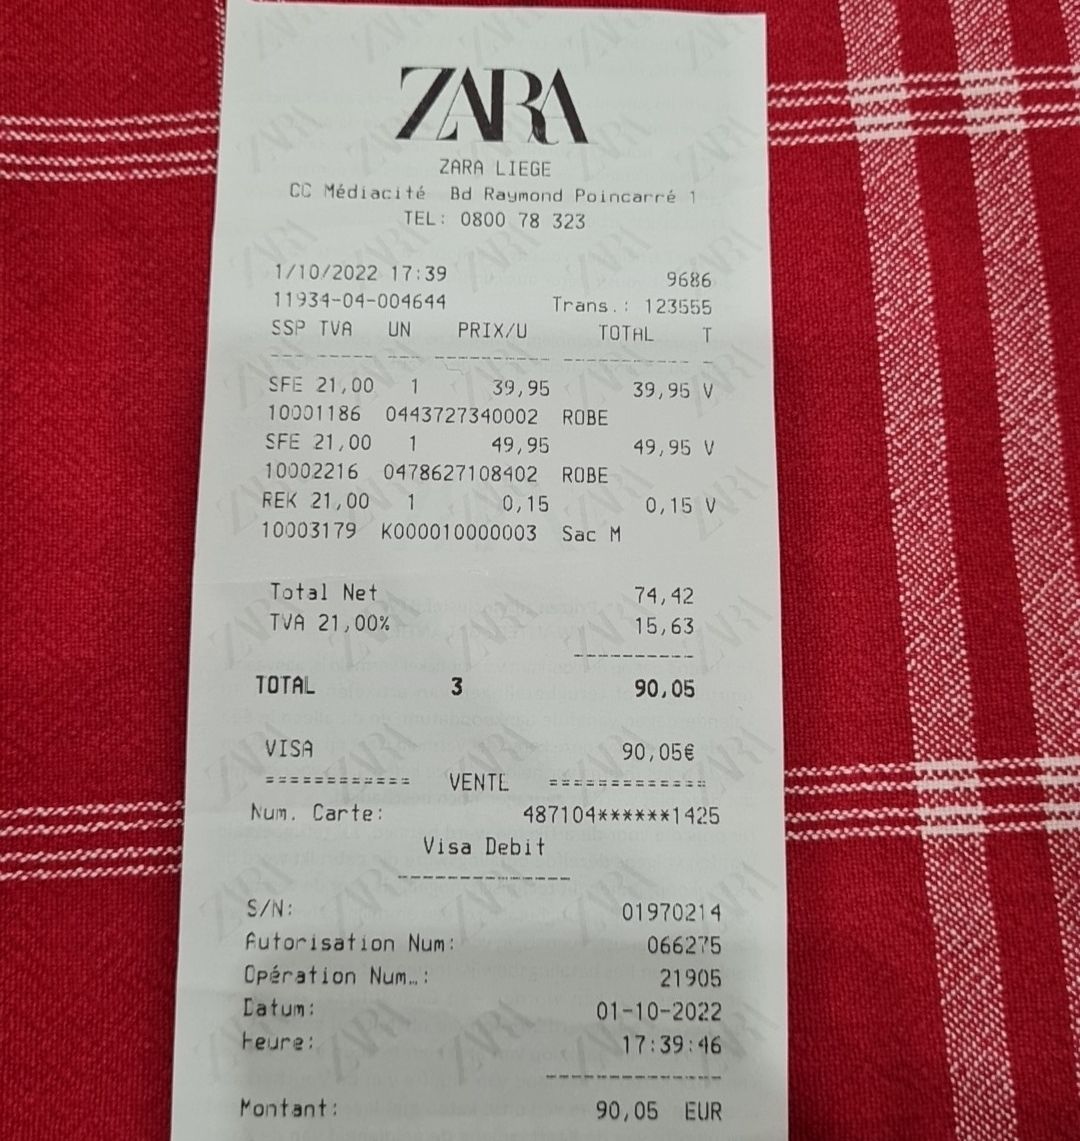 ZARA
ZARA LIEGE
CC Médiacité Bd Raymond Poincarré 1
TEL: 0800 78 323
1/10/2022 17:39 9686
11934-04-004644 Trans.: 123555
SSP TVA UN PRIX/U TOTAL T
SFE 21,00 1 39,95 39,95 V
10001186 0443727340002 ROBE
SFE 21,00 1 49,95 49,95 V
10002216 0478627108402 ROBE
REK 21,00 1 0,15 0,15 V
10003179 K000010000003 Sac M
Total Net 74,42
TVA 21,00% 15,63
TOTAL 3 90,05
VISA 90,05€
============ VENTE =============
Num. Carte: 487104******1425
Visa Debit
S/N: 01970214
Autorisation Num: 066275
Opération Num.: 21905
Datum: 01-10-2022
Heure: 17:39:46
Montant: 90,05 EUR